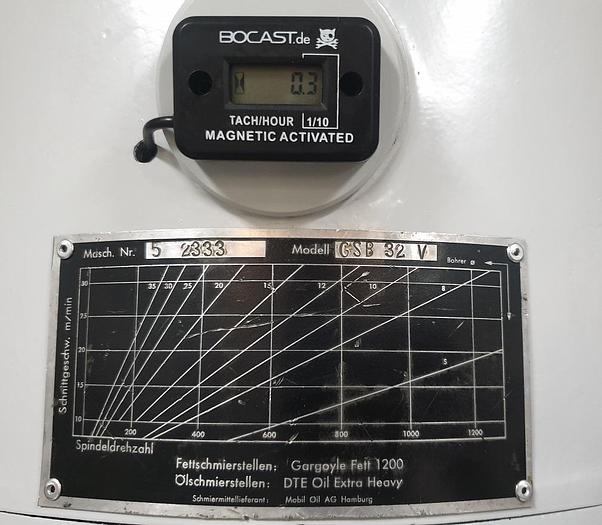 BOCAST.de
0.3
TACH/HOUR 1/10
MAGNETIC ACTIVATED
Masch. Nr. 5 2333 Modell GSB 32 V
Bohrer ø
Schnittgeschw. m/min
30
25
20
15
10
35 30 25 20 15 12 10 8
5
200 400 600 800 1000 1200
Spindeldrehzahl
Fettschmierstellen: Gargoyle Fett 1200
Ölschmierstellen: DTE Oil Extra Heavy
Schmiermittellieferant: Mobil Oil AG Hamburg